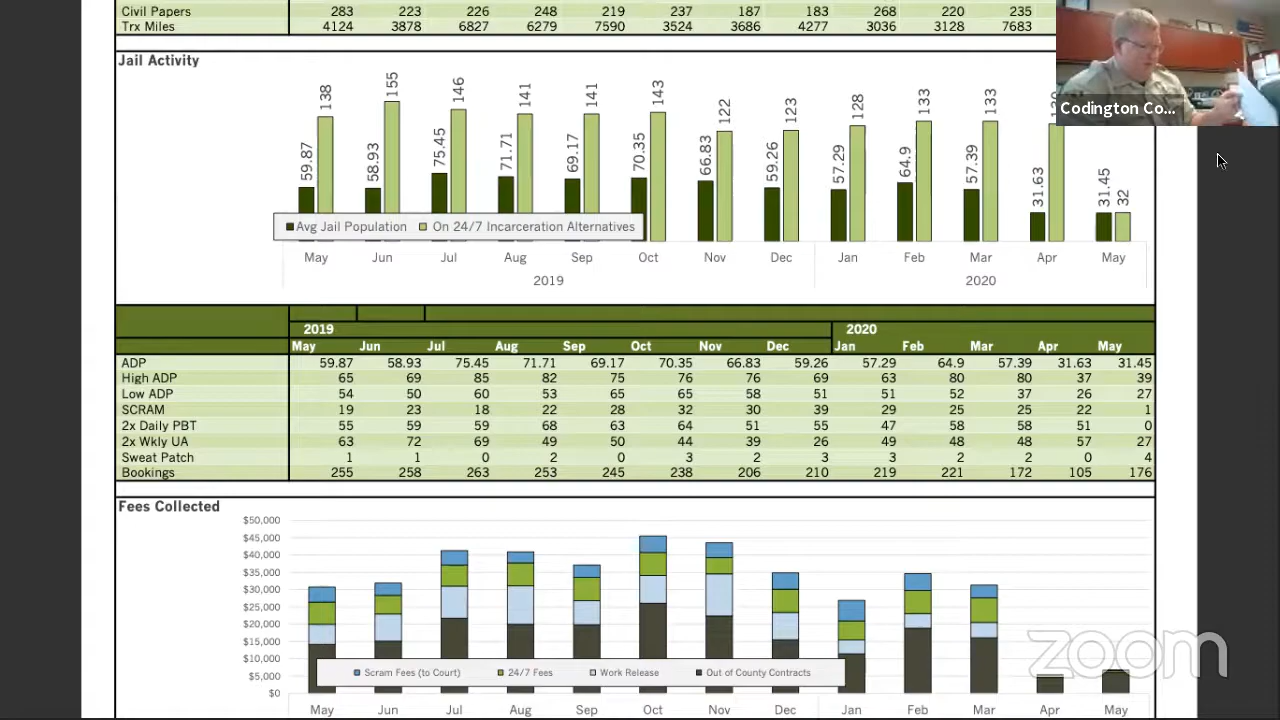 Civil Papers 283 223 226 248 219 237 187 183 268 220 235
Trx Miles 4124 3878 6827 6279 7590 3524 3686 4277 3036 3128 7683
Jail Activity
59.87 138 58.93 155 75.45 146 71.71 141 69.17 141 70.35 143 66.83 122 59.26 123 57.29 128 64.9 133 57.39 133 31.63 31.45 32
Codington Co...
Avg Jail Population On 24/7 Incarceration Alternatives
May Jun Jul Aug Sep Oct Nov Dec Jan Feb Mar Apr May
2019 2020
2019 2020
May Jun Jul Aug Sep Oct Nov Dec Jan Feb Mar Apr May
ADP 59.87 58.93 75.45 71.71 69.17 70.35 66.83 59.26 57.29 64.9 57.39 31.63 31.45
High ADP 65 69 85 82 75 76 76 69 63 80 80 37 39
Low ADP 54 50 60 53 65 65 58 51 51 52 37 26 27
SCRAM 19 23 18 22 28 32 30 39 29 25 25 22 1
2x Daily PBT 55 59 59 68 63 64 51 55 47 58 58 51 0
2x Wkly UA 63 72 69 49 50 44 39 26 49 48 48 57 27
Sweat Patch 1 1 0 2 0 3 2 3 3 2 2 0 4
Bookings 255 258 263 253 245 238 206 210 219 221 172 105 176
Fees Collected
$50,000
$45,000
$40,000
$35,000
$30,000
$25,000
$20,000
$15,000
$10,000
$5,000
$0
Scram Fees (to Court) 24/7 Fees Work Release Out of County Contracts
zoom
May Jun Jul Aug Sep Oct Nov Dec Jan Feb Mar Apr May